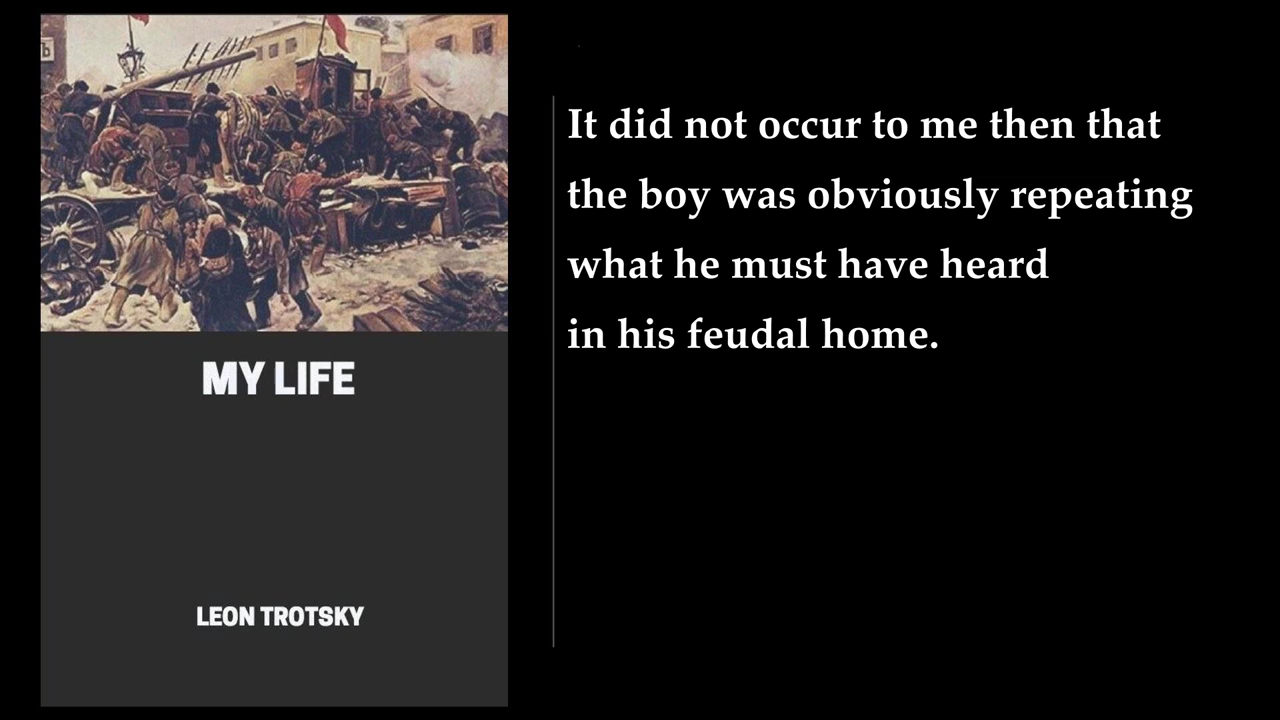 MY LIFE
LEON TROTSKY
It did not occur to me then that
the boy was obviously repeating
what he must have heard
in his feudal home.